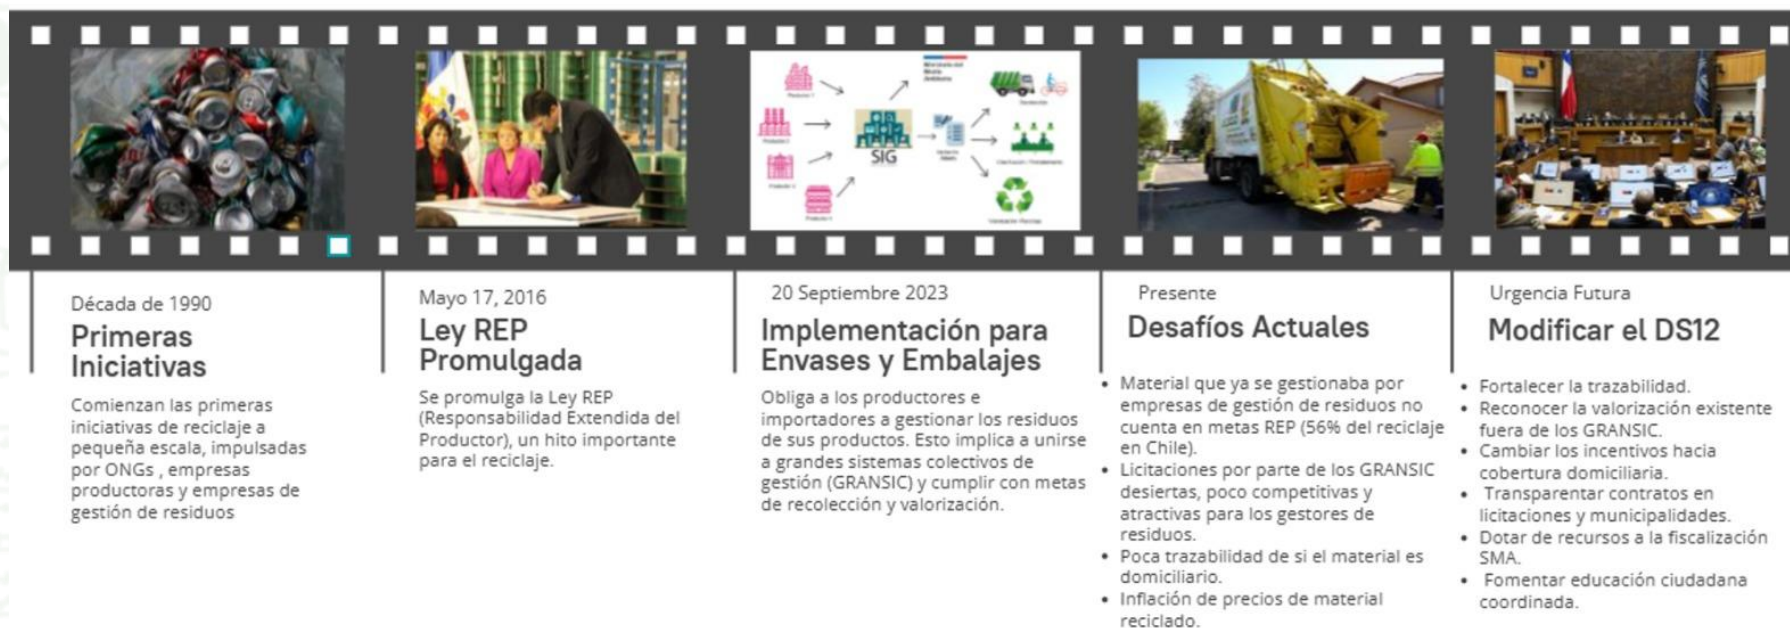 SIG
Década de 1990
Primeras
Iniciativas
Comienzan las primeras
iniciativas de reciclaje a
pequeña escala, impulsadas
por ONGs , empresas
productoras y empresas de
gestión de residuos
Mayo 17, 2016
Ley REP
Promulgada
Se promulga la Ley REP
(Responsabilidad Extendida del
Productor), un hito importante
para el reciclaje.
20 Septiembre 2023
Implementación para
Envases y Embalajes
Obliga a los productores e
importadores a gestionar los residuos
de sus productos. Esto implica a unirse
a grandes sistemas colectivos de
gestión (GRANSIC) y cumplir con metas
de recolección y valorización.
Presente
Desafíos Actuales
• Material que ya se gestionaba por
empresas de gestión de residuos no
cuenta en metas REP (56% del reciclaje
en Chile).
• Licitaciones por parte de los GRANSIC
desiertas, poco competitivas y
atractivas para los gestores de
residuos.
• Poca trazabilidad de si el material es
domiciliario.
• Inflación de precios de material
reciclado.
Urgencia Futura
Modificar el DS12
• Fortalecer la trazabilidad.
• Reconocer la valorización existente
fuera de los GRANSIC.
• Cambiar los incentivos hacia
cobertura domiciliaria.
• Transparentar contratos en
licitaciones y municipalidades.
• Dotar de recursos a la fiscalización
SMA.
• Fomentar educación ciudadana
coordinada.